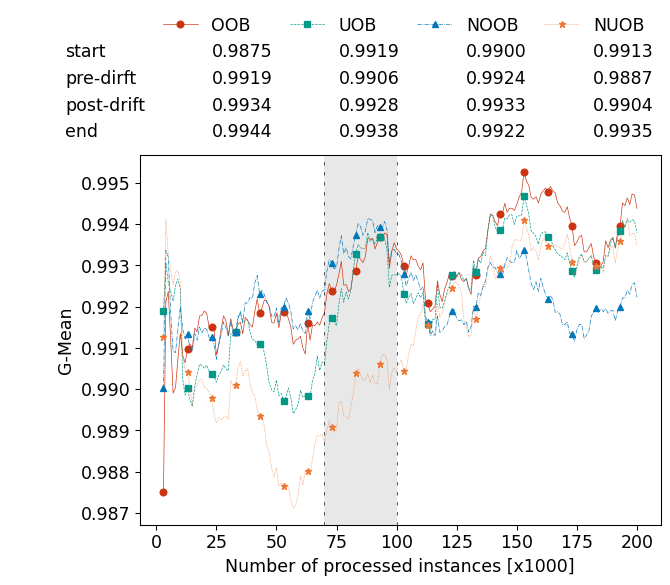 OOB UOB NOOB NUOB
start 0.9875 0.9919 0.9900 0.9913
pre-dirft 0.9919 0.9906 0.9924 0.9887
post-drift 0.9934 0.9928 0.9933 0.9904
end 0.9944 0.9938 0.9922 0.9935
0.995
0.994
0.993
0.992
0.991
0.990
0.989
0.988
0.987
G-Mean
0 25 50 75 100 125 150 175 200
Number of processed instances [x1000]